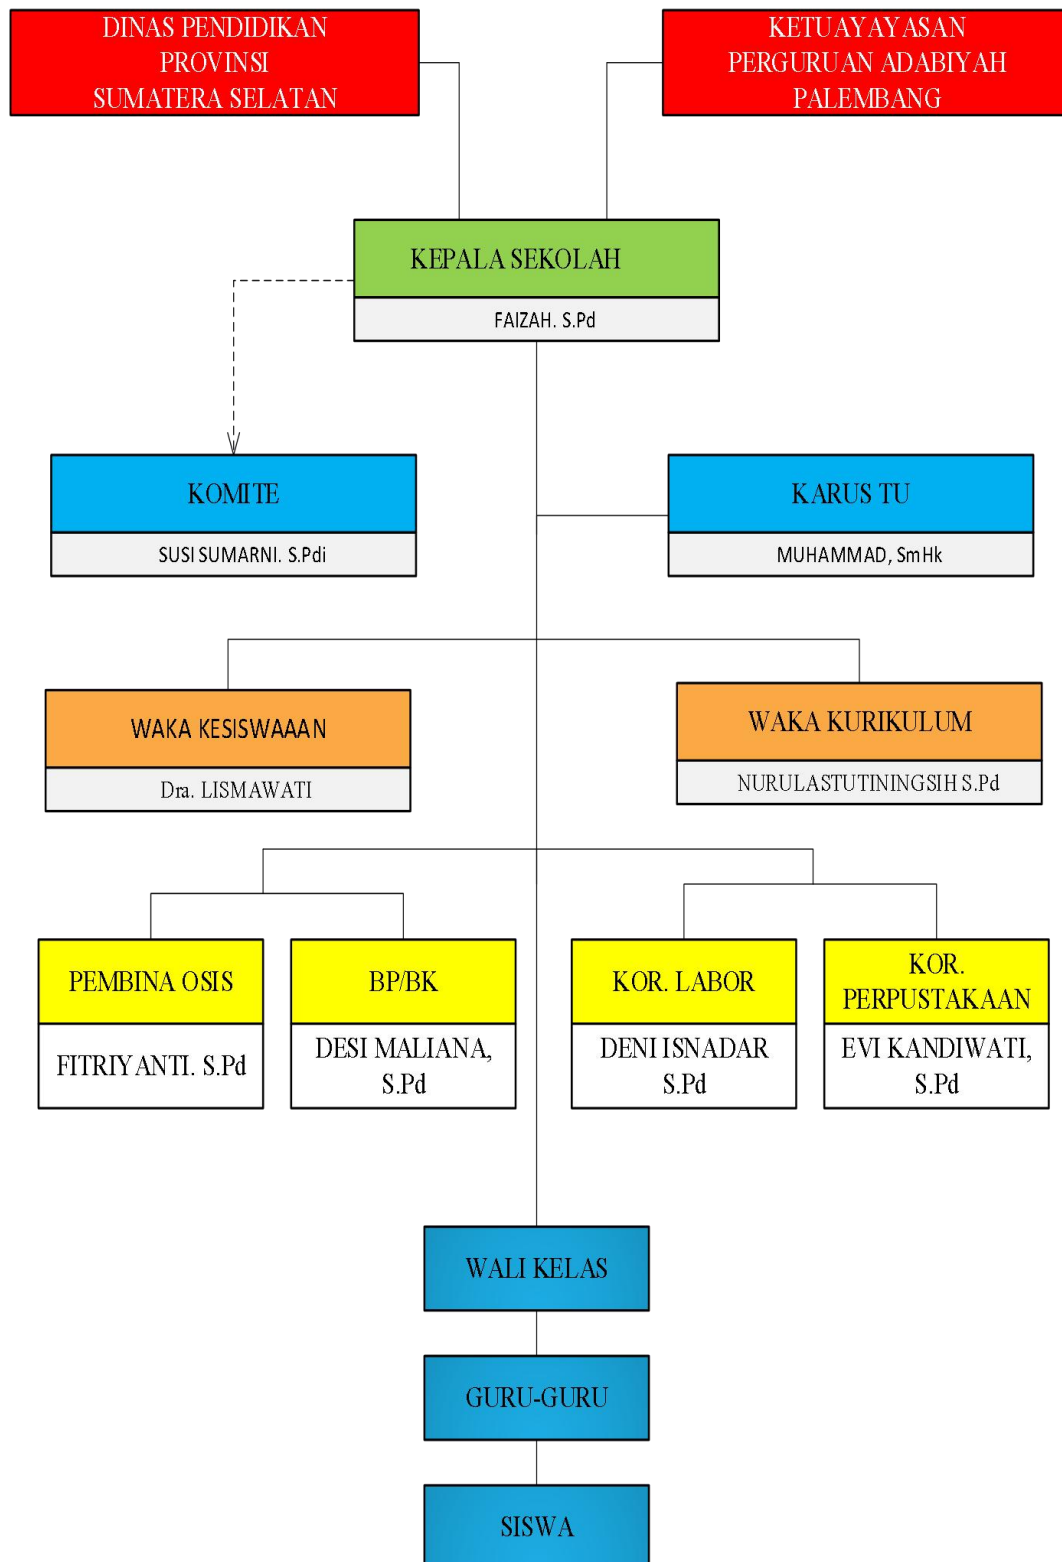 DINAS PENDIDIKAN
PROVINSI
SUMATERA SELATAN
KETUAYAYASAN
PERGURUAN ADABIYAH
PALEMBANG
KEPALA SEKOLAH
FAIZAH. S.Pd
KOMITE
SUSI SUMARNI. S.Pdi
KARUS TU
MUHAMMAD, SmHk
WAKA KESISWAAAN
Dra. LISMAWATI
WAKA KURIKULUM
NURULASTUTININGSIH S.Pd
PEMBINA OSIS
FITRIYANTI. S.Pd
BP/BK
DESI MALIANA,
S.Pd
KOR. LABOR
DENI ISNADAR
S.Pd
KOR.
PERPUSTAKAAN
EVI KANDIWATI,
S.Pd
WALI KELAS
GURU-GURU
SISWA